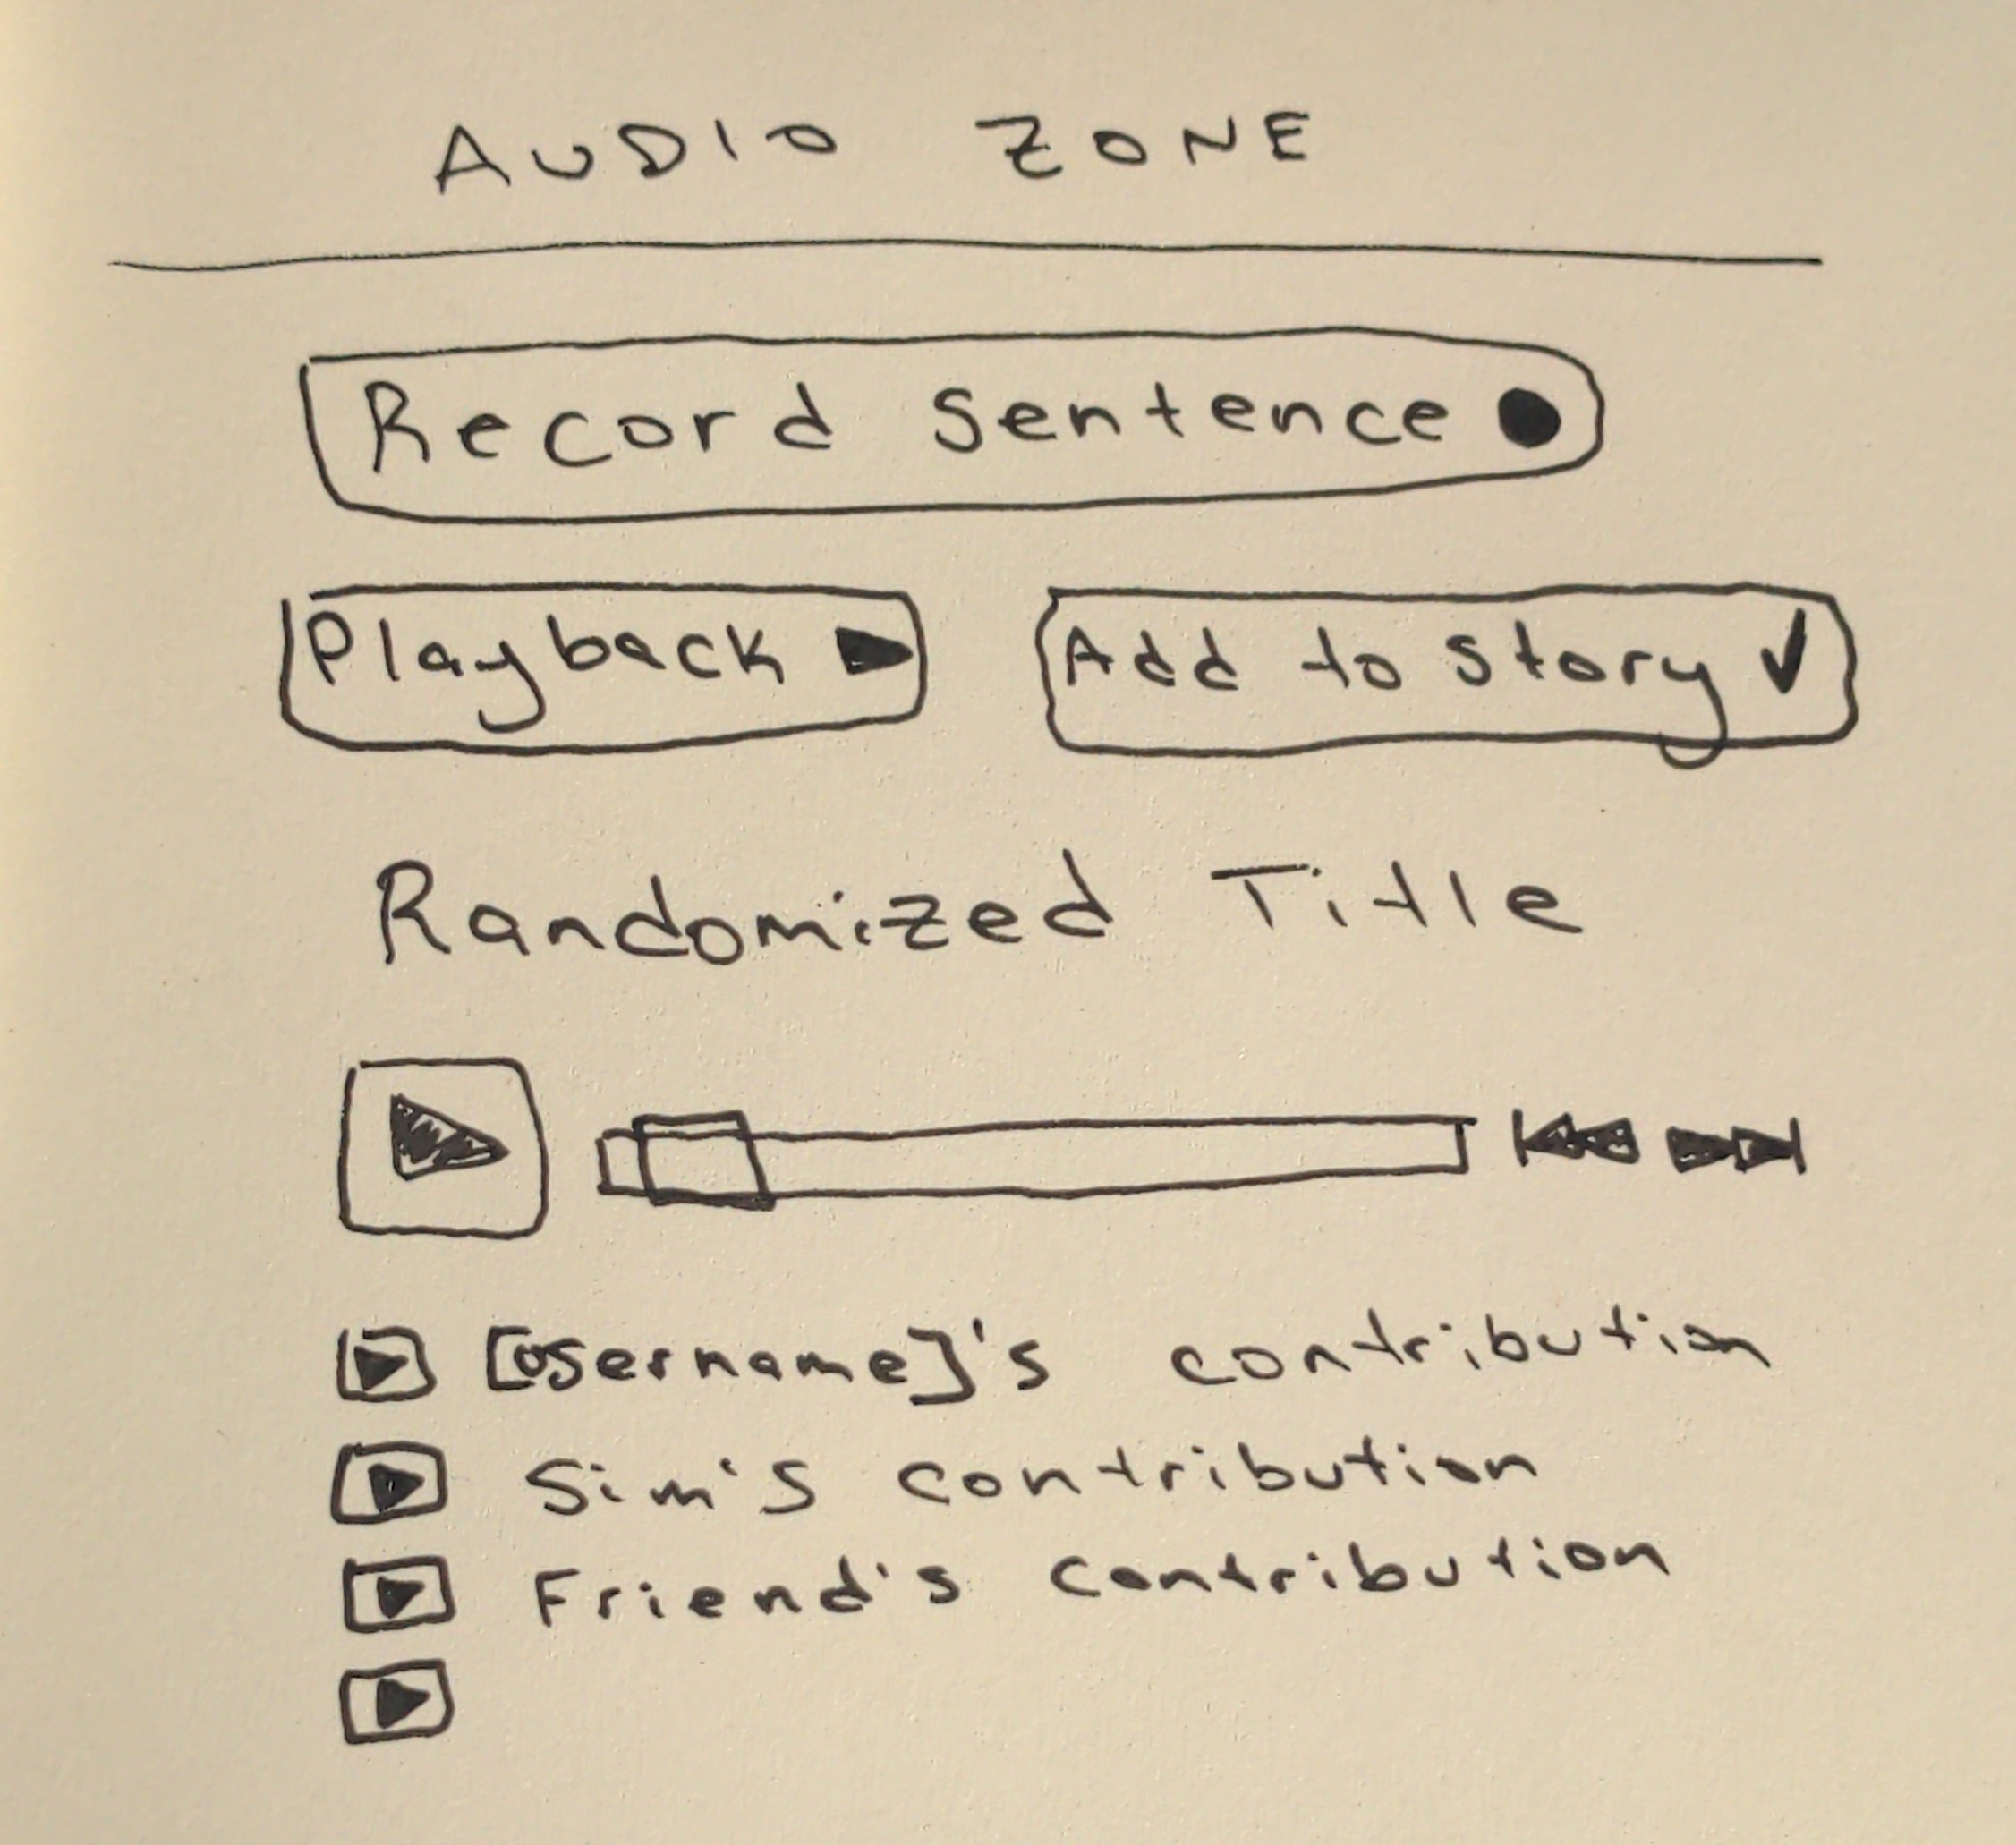 AUDIO ZONE
Record Sentence
Playback
Add to story
Randomized Title
[Username]'s contribution
Sim's contribution
Friend's contribution